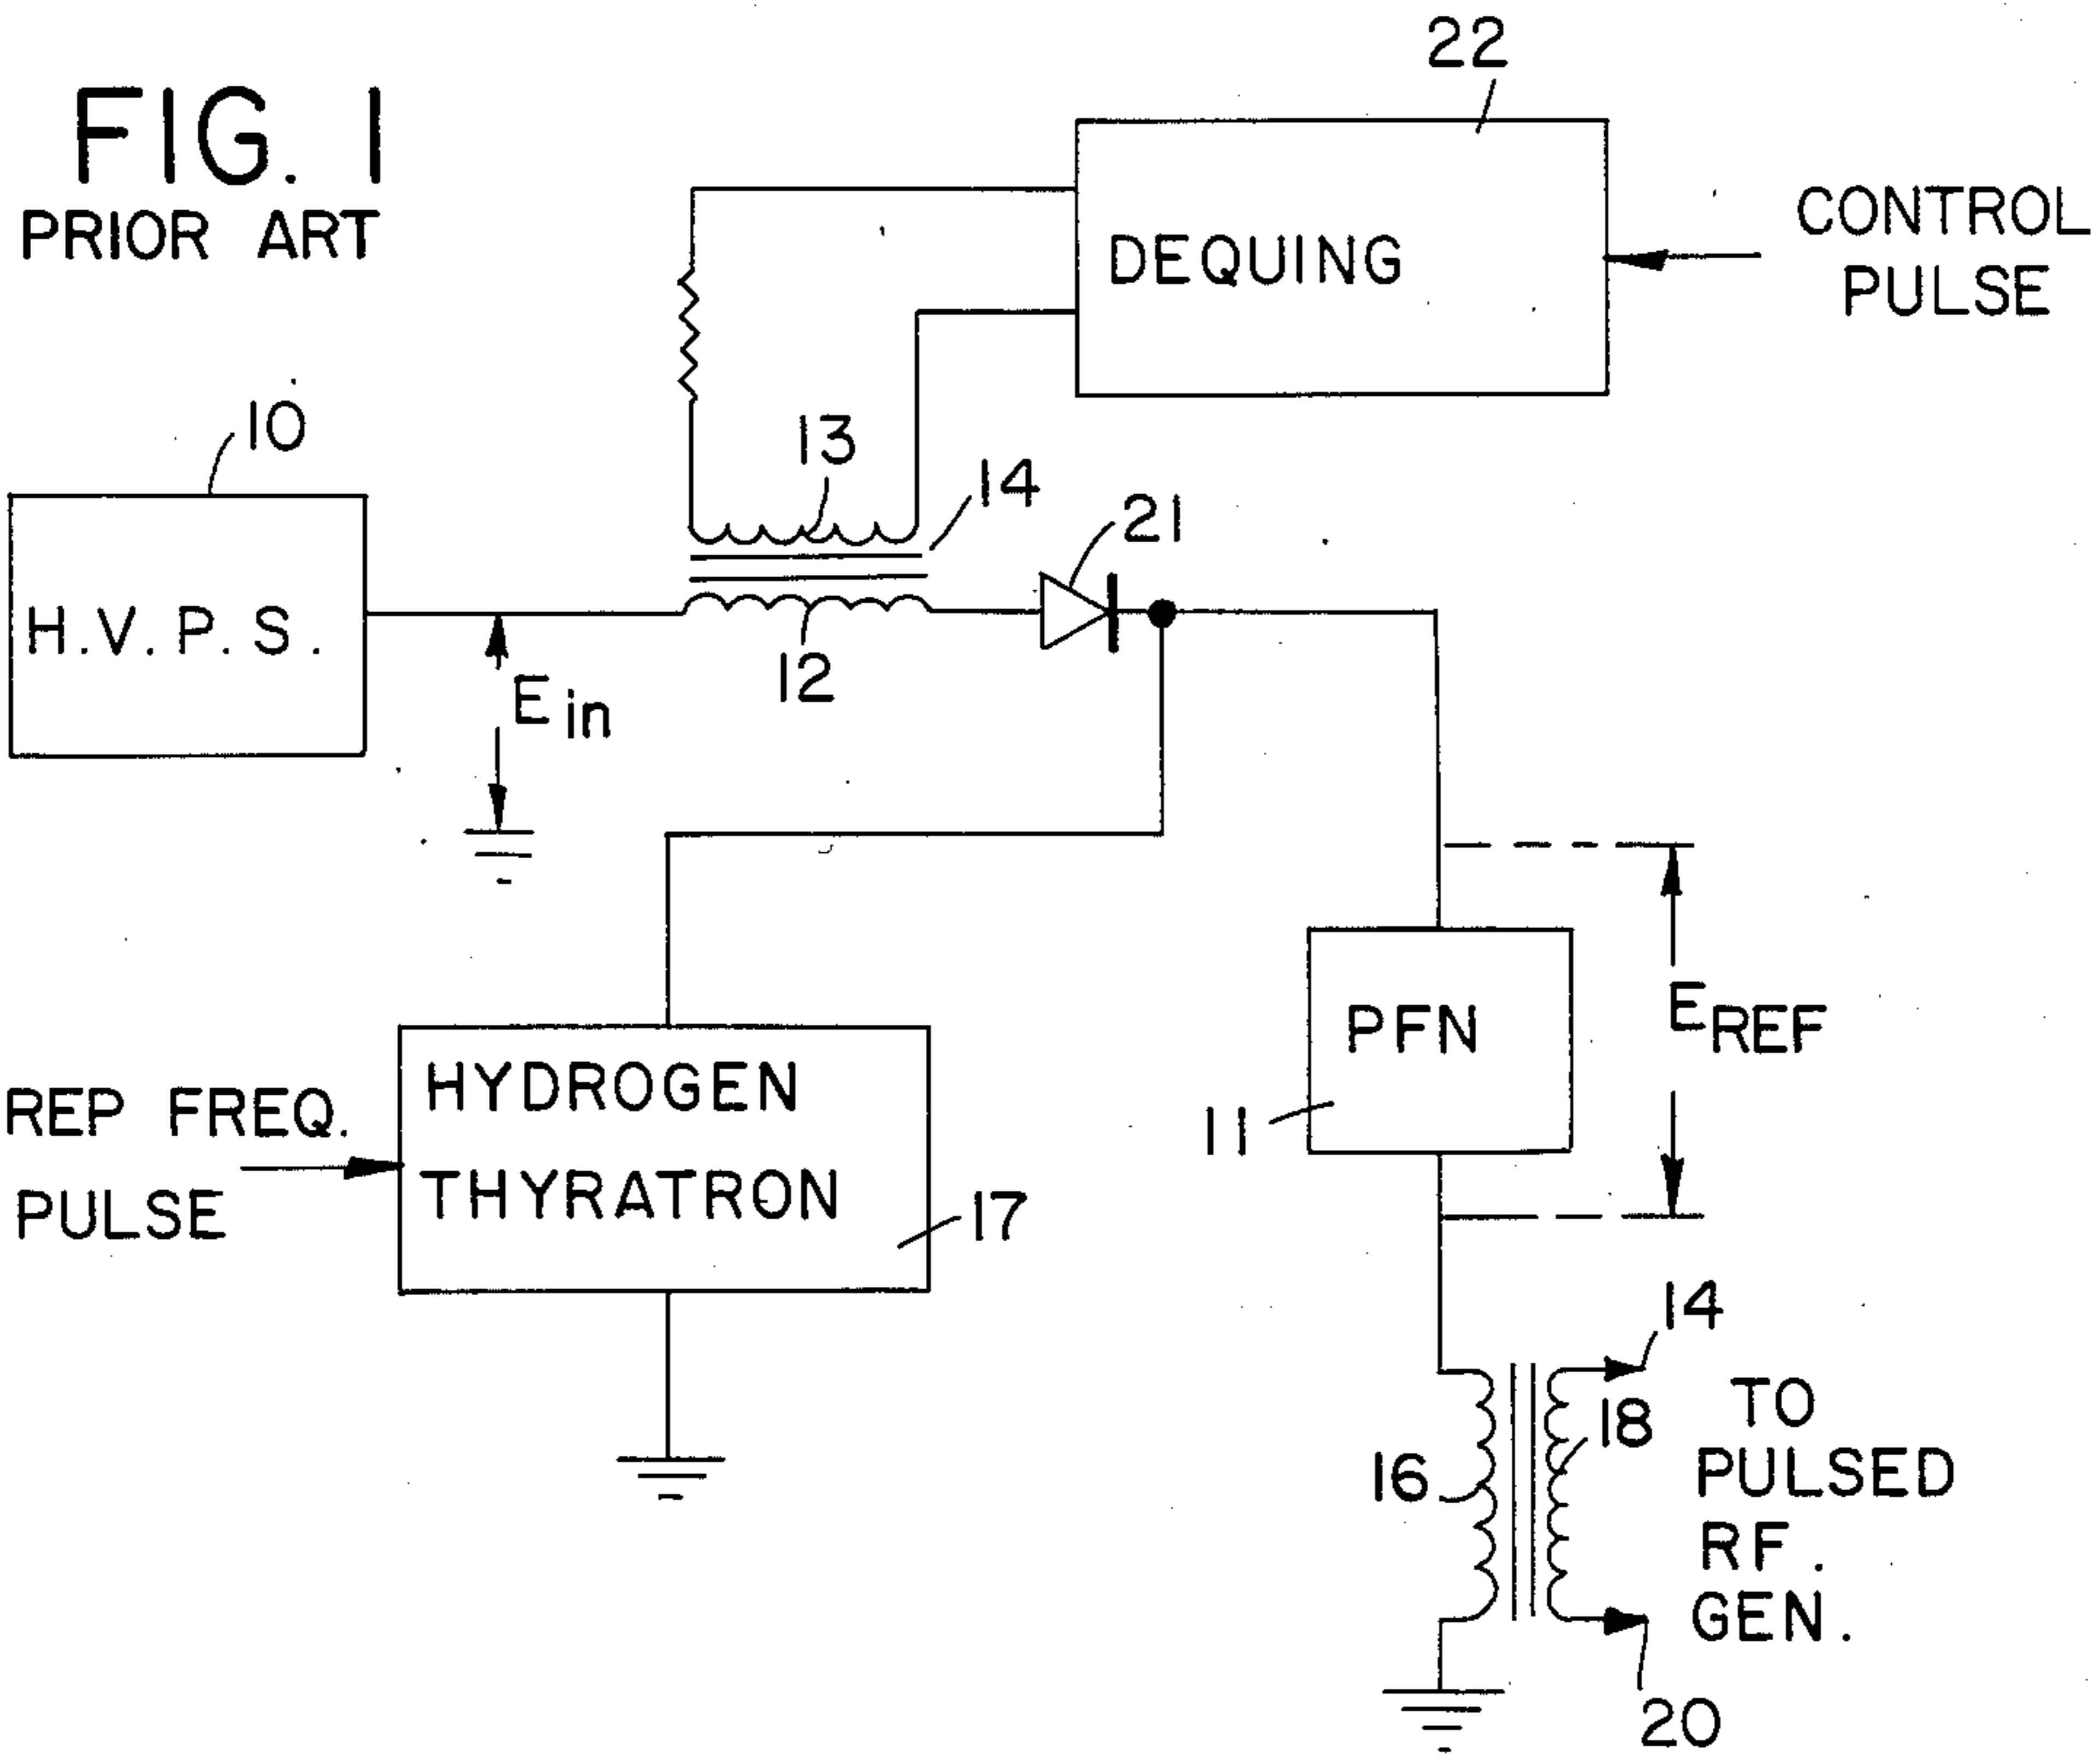 FIG. 1
PRIOR ART
22
DEQUING
CONTROL
PULSE
10
H.V.P.S.
13
14
21
12
Ein
REP FREQ.
PULSE
HYDROGEN
THYRATRON
17
PFN
11
EREF
14
16
18
TO
PULSED
RF.
GEN.
20